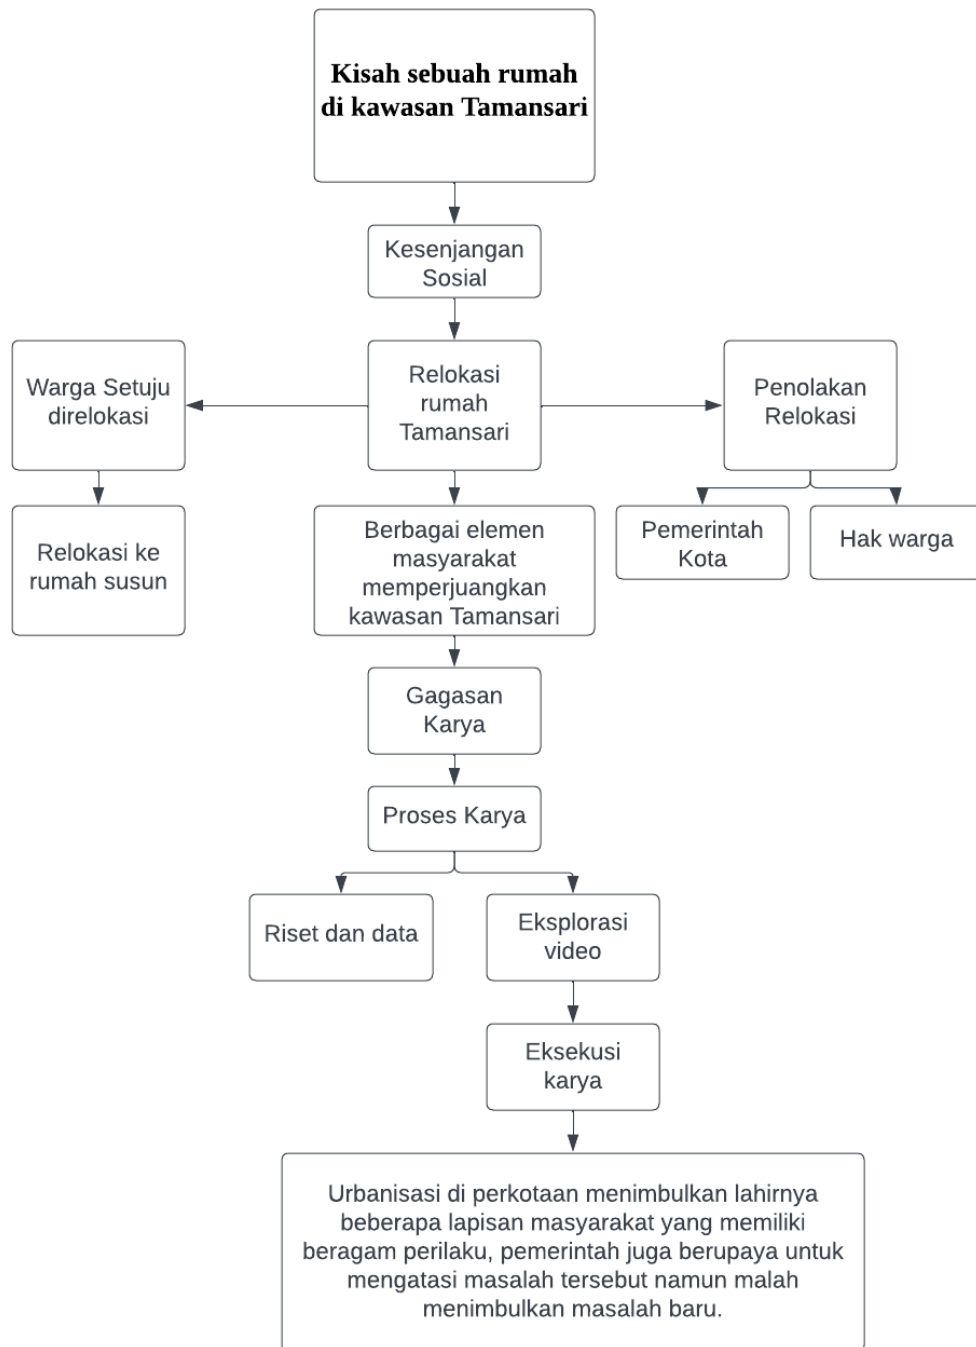 Kisah sebuah rumah
di kawasan Tamansari
Kesenjangan
Sosial
Warga Setuju
direlokasi
Relokasi
rumah
Tamansari
Penolakan
Relokasi
Relokasi ke
rumah susun
Berbagai elemen
masyarakat
memperjuangkan
kawasan Tamansari
Pemerintah
Kota
Hak warga
Gagasan
Karya
Proses Karya
Riset dan data
Eksplorasi
video
Eksekusi
karya
Urbanisasi di perkotaan menimbulkan lahirnya
beberapa lapisan masyarakat yang memiliki
beragam perilaku, pemerintah juga berupaya untuk
mengatasi masalah tersebut namun malah
menimbulkan masalah baru.